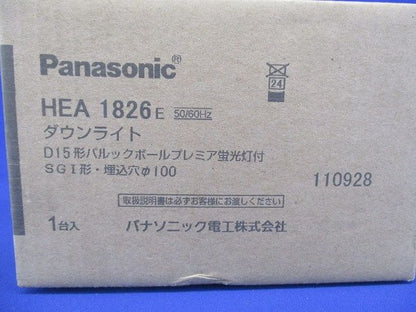 Panasonic®
24
HEA 1826 E 50/60Hz
ダウンライト
D15形パルックボールプレミア蛍光灯付
SGI形・埋込穴φ100
110928
取扱説明書は必ずお客様にお渡しください
1台入
パナソニック電工株式会社